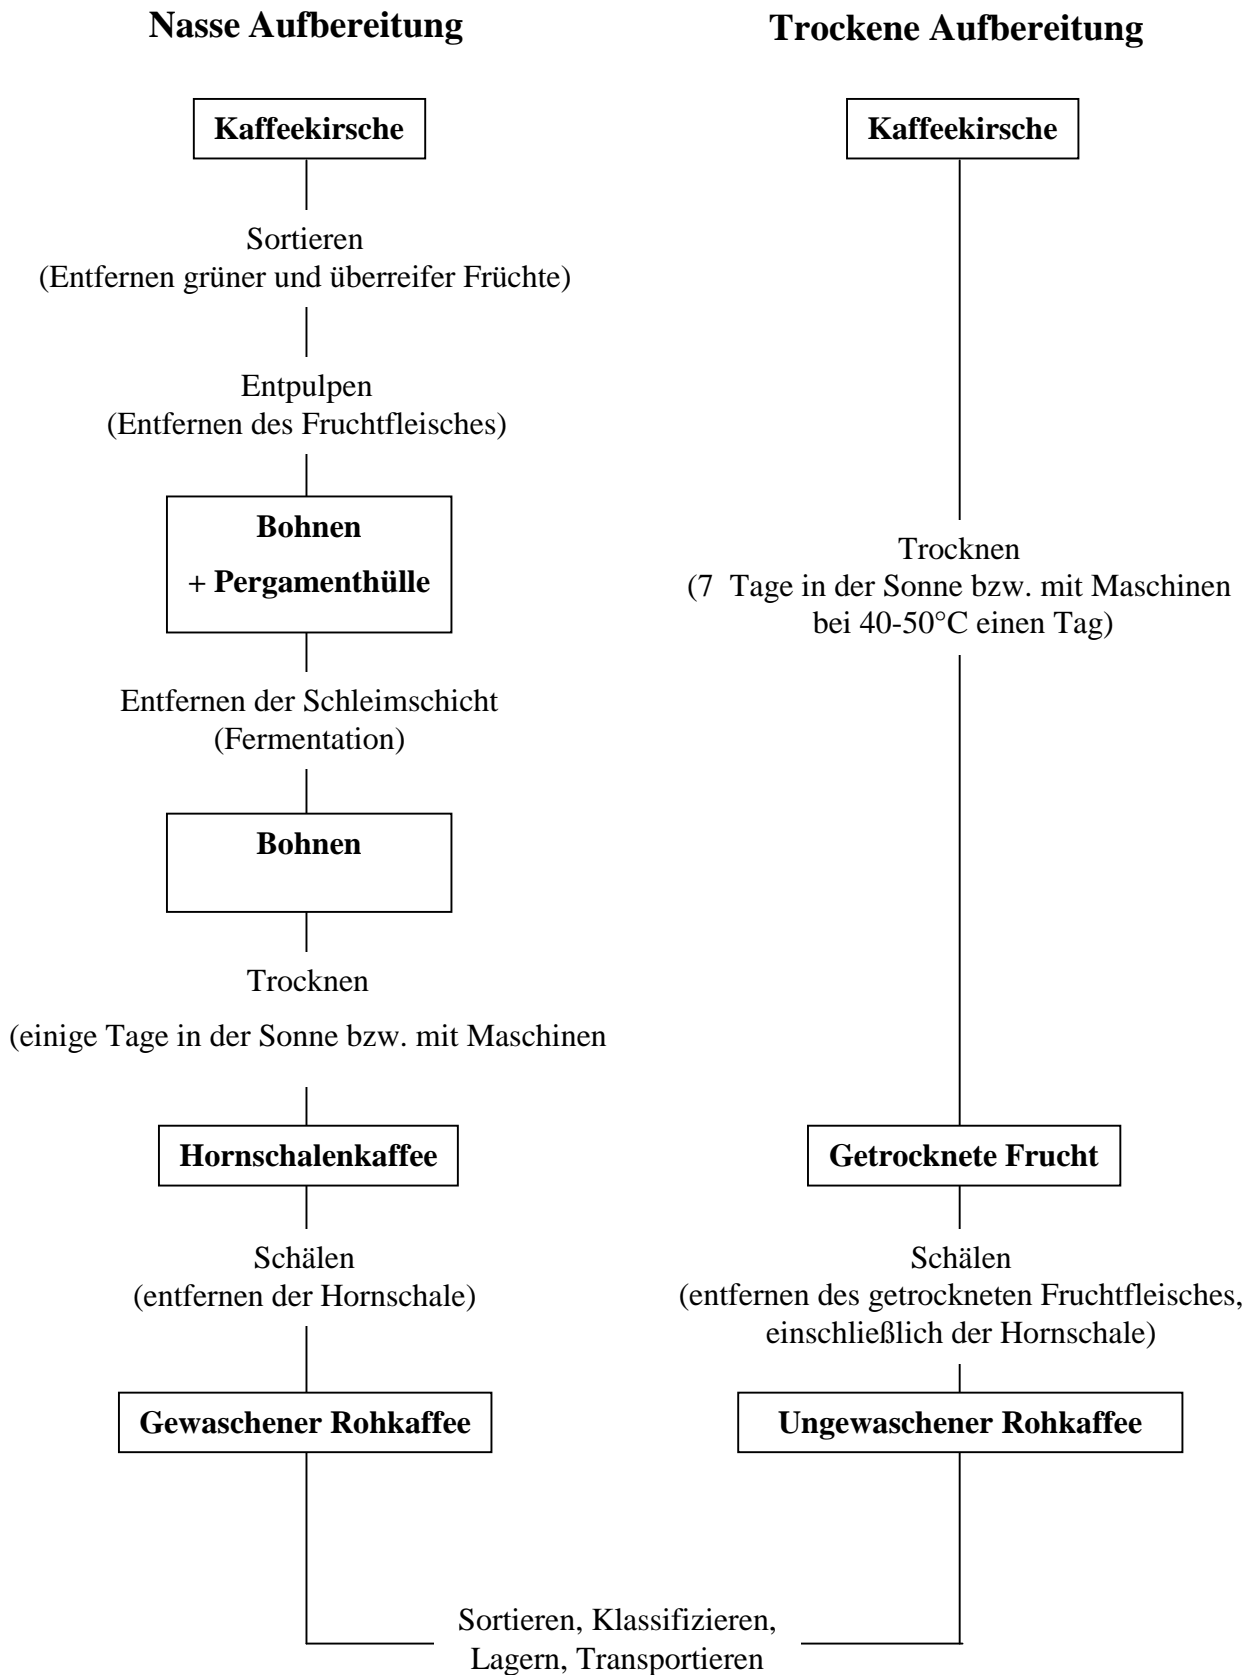 Nasse Aufbereitung
Kaffeekirsche
Sortieren
(Entfernen grüner und überreifer Früchte)
Entpulpen
(Entfernen des Fruchtfleisches)
Bohnen
+ Pergamenthülle
Entfernen der Schleimschicht
(Fermentation)
Bohnen
Trocknen
(einige Tage in der Sonne bzw. mit Maschinen
Hornschalenkaffee
Schälen
(entfernen der Hornschale)
Gewaschener Rohkaffee
Trockene Aufbereitung
Kaffeekirsche
Trocknen
(7 Tage in der Sonne bzw. mit Maschinen
bei 40-50°C einen Tag)
Getrocknete Frucht
Schälen
(entfernen des getrockneten Fruchtfleisches,
einschließlich der Hornschale)
Ungewaschener Rohkaffee
Sortieren, Klassifizieren,
Lagern, Transportieren